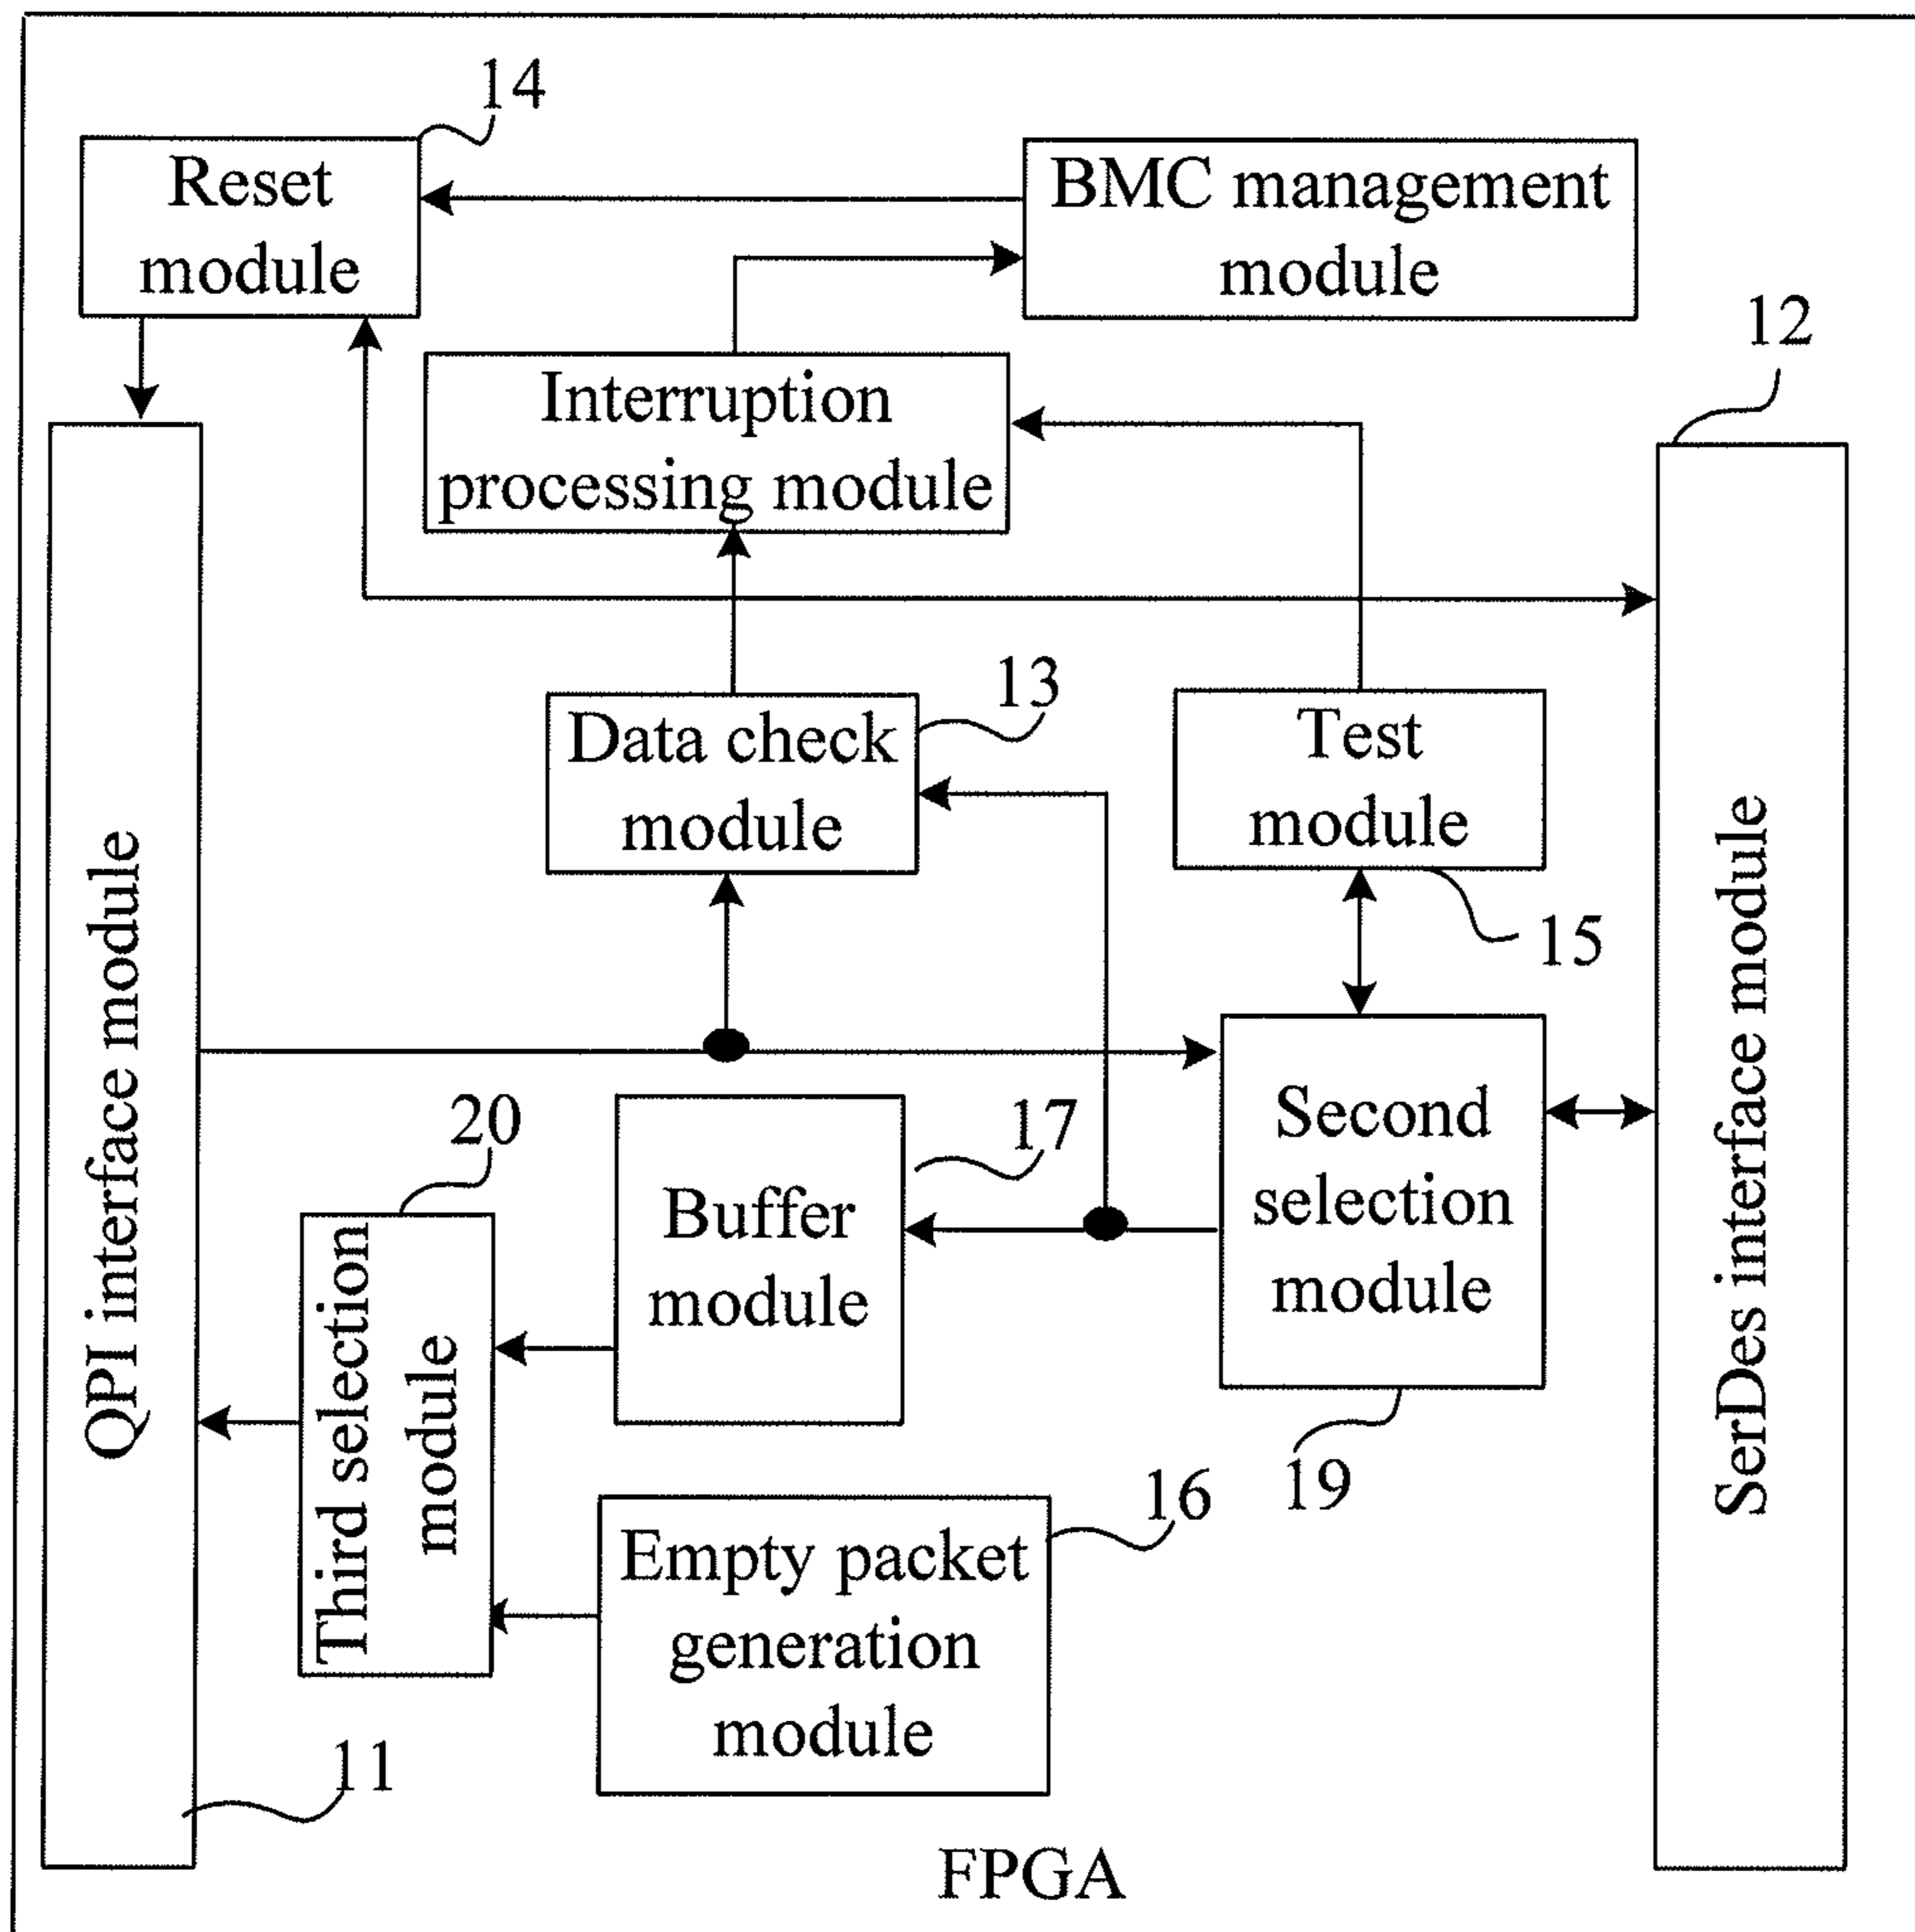 14
Reset
module
BMC management
module
12
Interruption
processing module
13
Data check
module
Test
module
15
QPI interface module
SerDes interface module
20
17
Second
selection
module
Buffer
module
Third selection
module
19
16
Empty packet
generation
module
11
FPGA